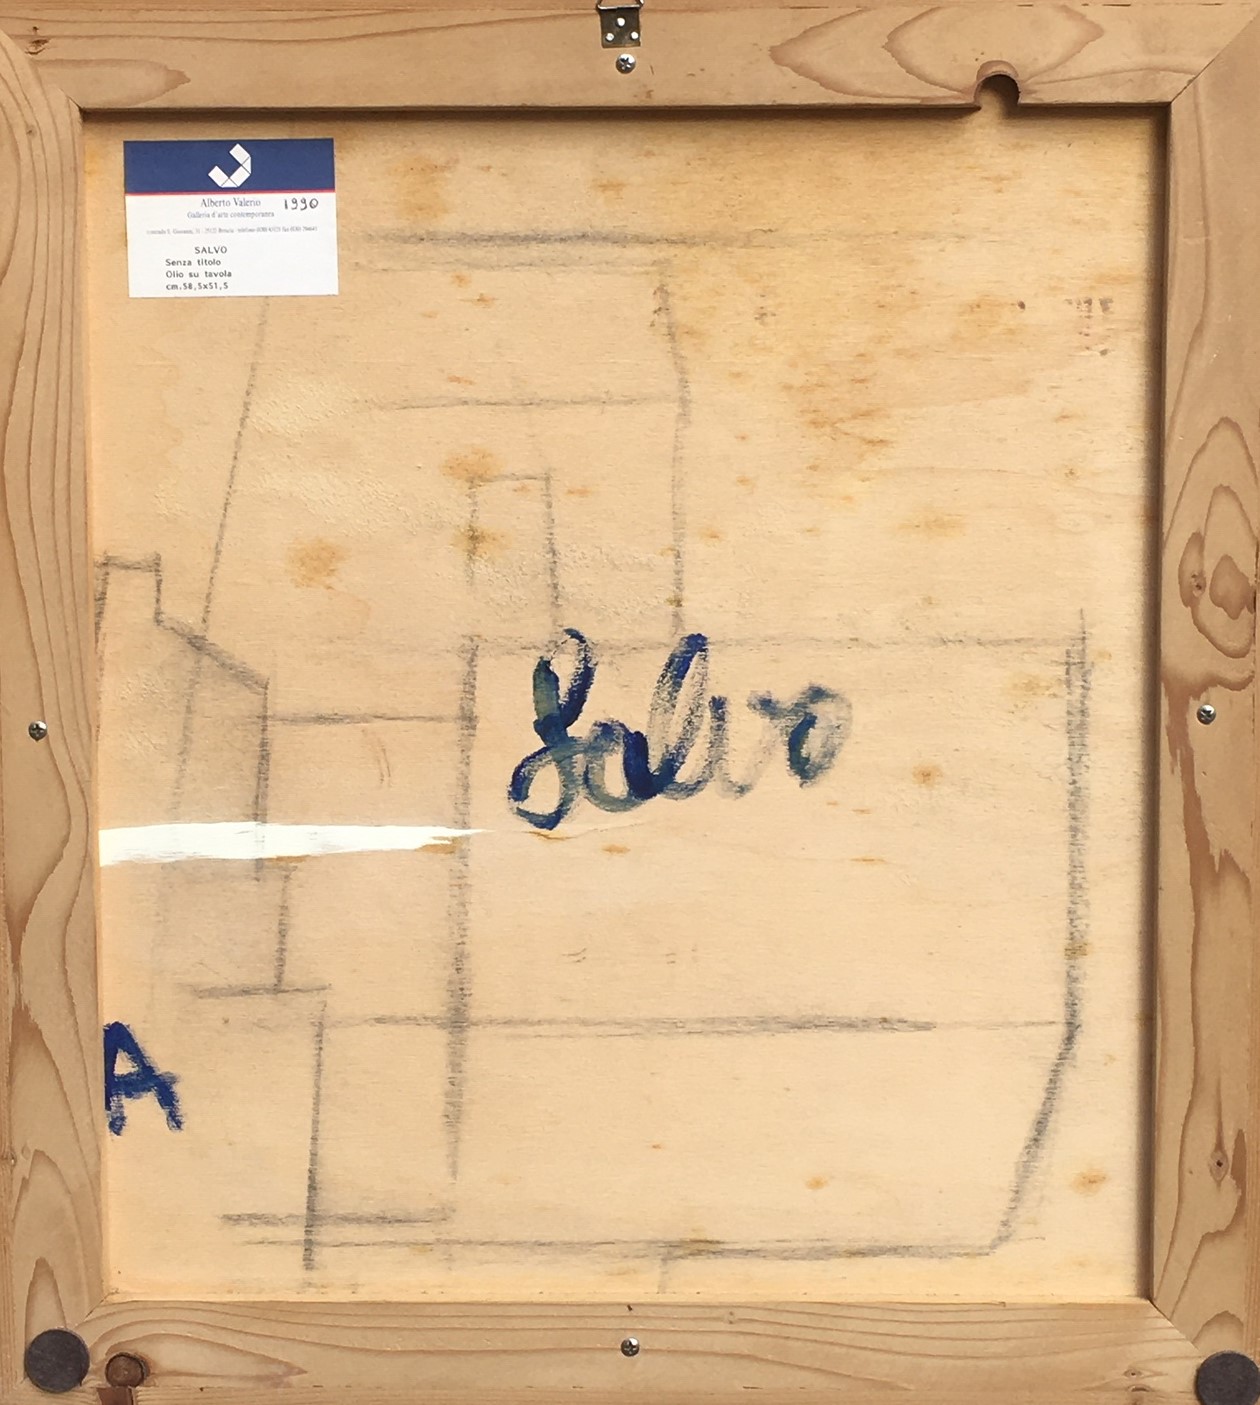 Alberto Valerio 1990
Galleria d'arte contemporanea
SALVO
Senza titolo
Olio su tavola
cm.58,5x51,5
Salvo
A